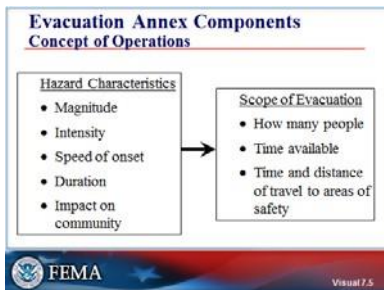 Evacuation Annex Components
Concept of Operations
Hazard Characteristics
• Magnitude
• Intensity
• Speed of onset
• Duration
• Impact on
community
Scope of Evacuation
• How many people
• Time available
• Time and distance
of travel to areas of
safety
FEMA
Visual 7.5